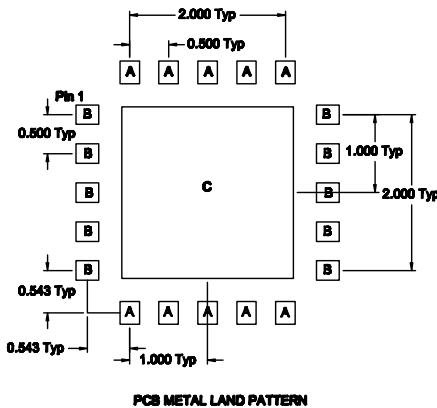 2.000 Typ
0.500 Typ
A A A A A
Pin 1
B B
0.500 Typ
1.000 Typ
B B
2.000 Typ
B C B
B B
B B
0.543 Typ
A A A A A
0.543 Typ
1.000 Typ
PCB METAL LAND PATTERN